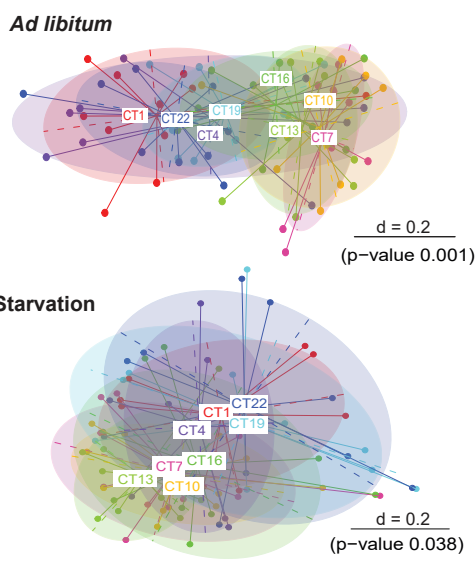 Ad libitum
CT16
CT10
CT1
CT22
CT19
CT4
CT13
CT7
d = 0.2
(p−value 0.001)
Starvation
CT22
CT1
CT19
CT4
CT16
CT7
CT13
CT10
d = 0.2
(p−value 0.038)